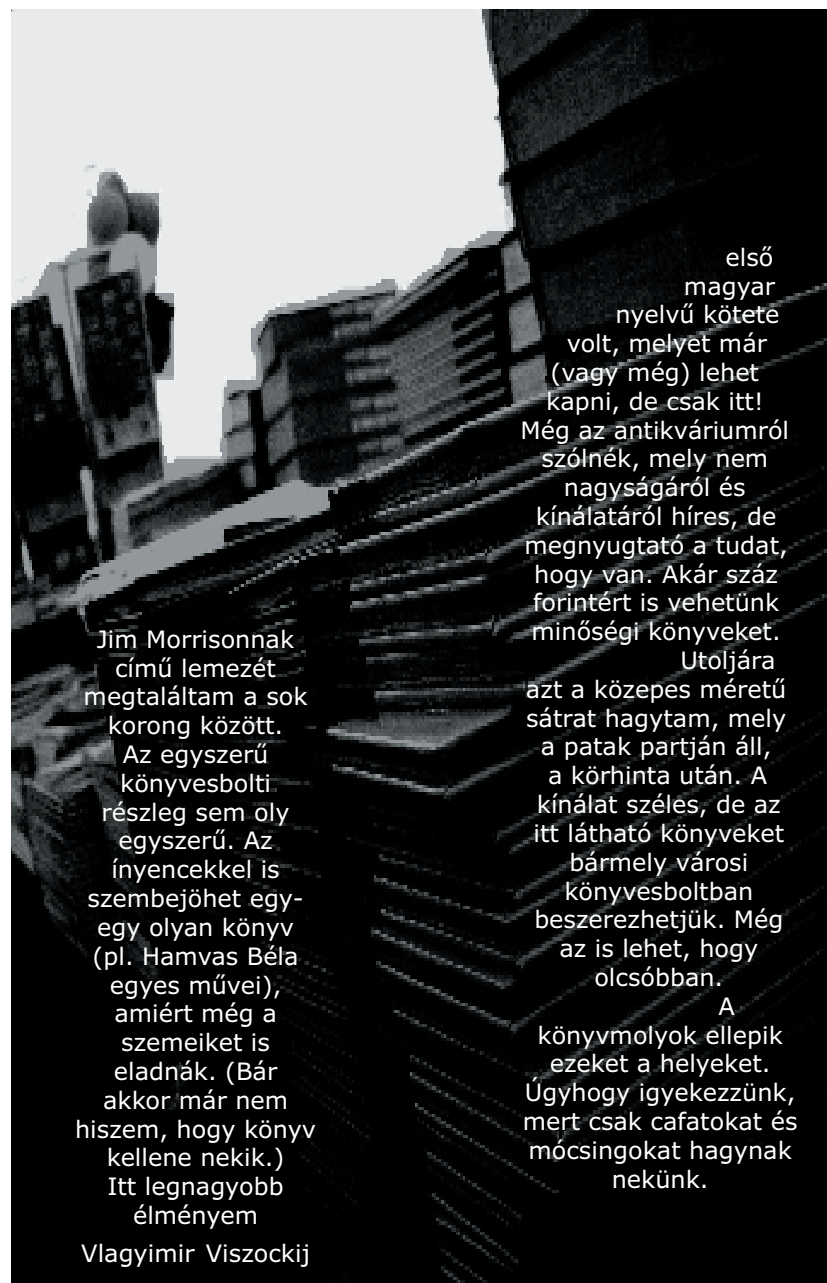 Jim Morrisonnak
című lemezét
megtaláltam a sok
korong között.
Az egyszerű
könyvesbolti
részleg sem oly
egyszerű. Az
ínyencekkel is
szembejöhet egy-
egy olyan könyv
(pl. Hamvas Béla
egyes művei),
amiért még a
szemeiket is
eladnák. (Bár
akkor már nem
hiszem, hogy könyv
kellene nekik.)
Itt legnagyobb
élményem
Vlagyimir Viszockij
első
magyar
nyelvű kötete
volt, melyet már
(vagy még) lehet
kapni, de csak itt!
Még az antikváriumról
szólnék, mely nem
nagyságáról és
kínálatáról híres, de
megnyugtató a tudat,
hogy van. Akár száz
forintért is vehetünk
minőségi könyveket.
Utoljára
azt a közepes méretű
sátrat hagytam, mely
a patak partján áll,
a körhinta után. A
kínálat széles, de az
itt látható könyveket
bármely városi
könyvesboltban
beszerezhetjük. Még
az is lehet, hogy
olcsóbban.
A
könyvmolyok ellepik
ezeket a helyeket.
Úgyhogy igyekezzünk,
mert csak cafatokat és
mócsingokat hagynak
nekünk.